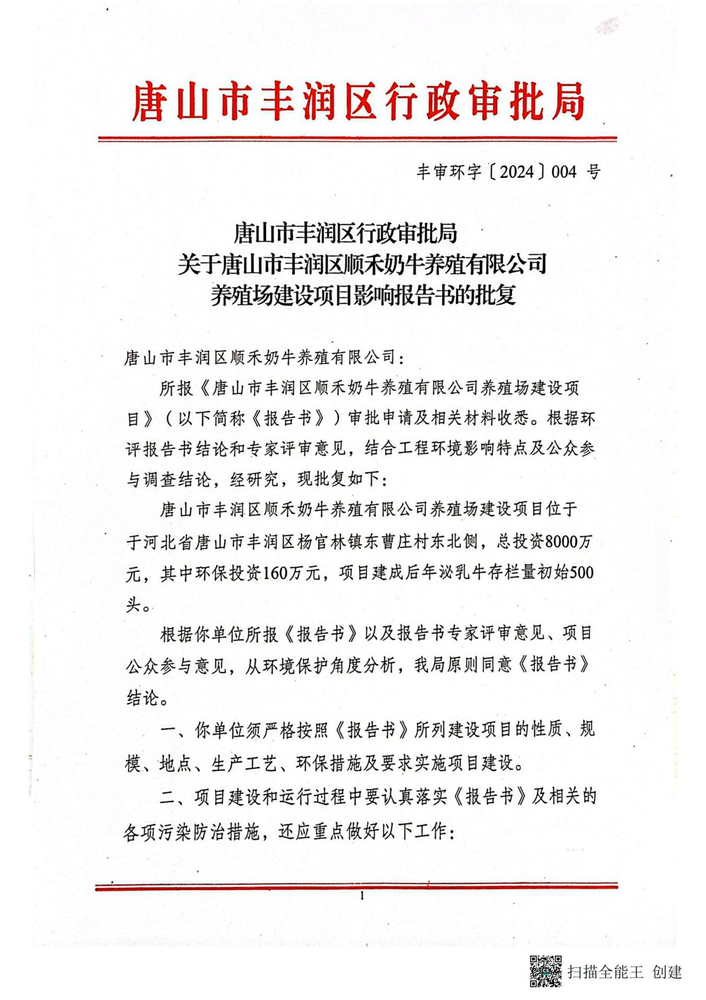 唐山市丰润区行政审批局
丰审环字〔2024〕004 号
唐山市丰润区行政审批局
关于唐山市丰润区顺禾奶牛养殖有限公司
养殖场建设项目影响报告书的批复
唐山市丰润区顺禾奶牛养殖有限公司：
所报《唐山市丰润区顺禾奶牛养殖有限公司养殖场建设项
目》（以下简称《报告书》）审批申请及相关材料收悉。根据环
评报告书结论和专家评审意见，结合工程环境影响特点及公众参
与调查结论，经研究，现批复如下：
唐山市丰润区顺禾奶牛养殖有限公司养殖场建设项目位于
于河北省唐山市丰润区杨官林镇东曹庄村东北侧，总投资8000万
元，其中环保投资160万元，项目建成后年泌乳牛存栏量初始500
头。
根据你单位所报《报告书》以及报告书专家评审意见、项目
公众参与意见，从环境保护角度分析，我局原则同意《报告书》
结论。
一、你单位须严格按照《报告书》所列建设项目的性质、规
模、地点、生产工艺、环保措施及要求实施项目建设。
二、项目建设和运行过程中要认真落实《报告书》及相关的
各项污染防治措施，还应重点做好以下工作：
1
CS
扫描全能王 创建